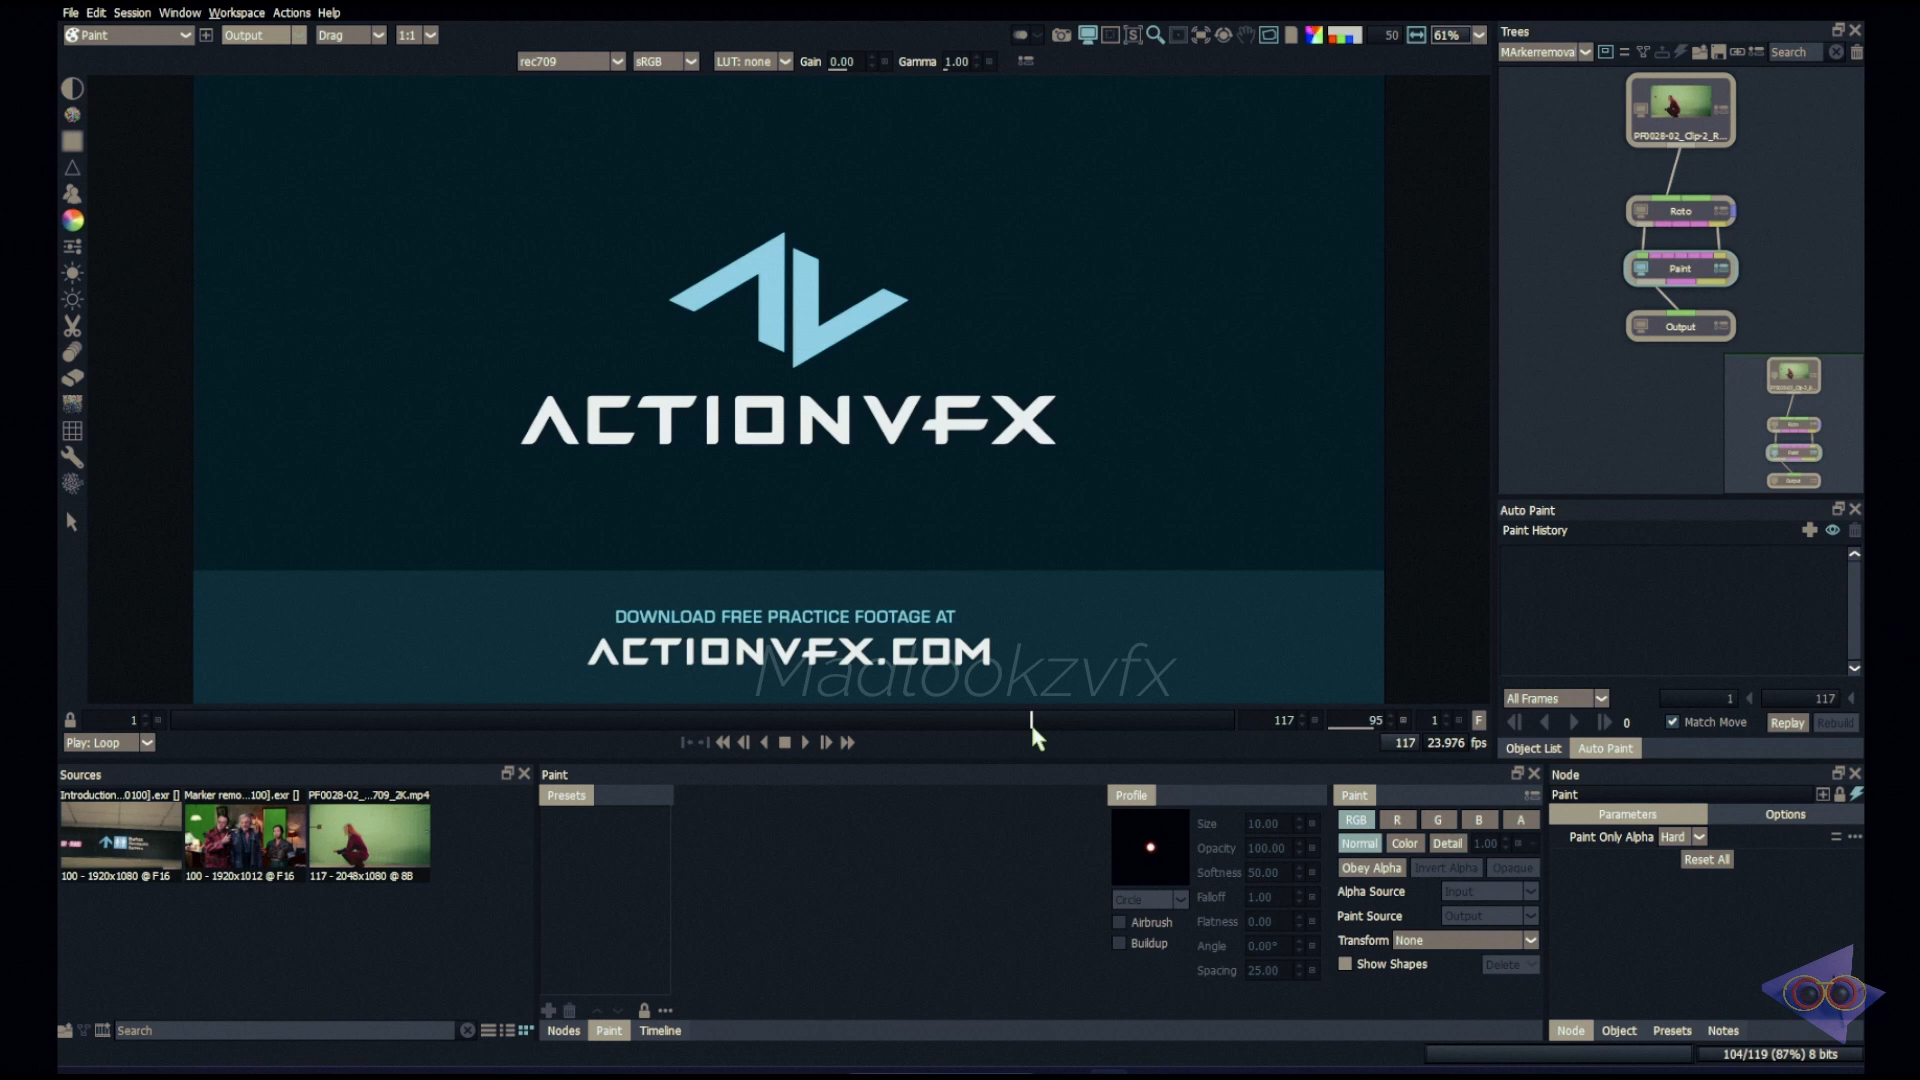 File Edit Session Window Workspace Actions Help
Paint Output Drag 1:1 50 61%
rec709 sRGB LUT: none Gain 0.00 Gamma 1.00
ACTIONVFX
DOWNLOAD FREE PRACTICE FOOTAGE AT
ACTIONVFX.COM
Madlookzvfx
1 117 95 1 F
Play: Loop 117 23.976 fps
Trees
MArkerremova Search
PF0028-02_Clip-2_R...
Roto
Paint
Output
Auto Paint
Paint History
All Frames 1 117
0 Match Move Replay Rebuild
Object List Auto Paint
Sources
Introduction...0100].exr [] Marker remo...100].exr [] PF0028-02_...709_2K.mp4
100 - 1920x1080 @ F16 100 - 1920x1012 @ F16 117 - 2048x1080 @ 8B
Search
Paint
Presets
Nodes Paint Timeline
Profile
Size 10.00
Opacity 100.00
Softness 50.00
Circle Falloff 1.00
Airbrush Flatness 0.00
Buildup Angle 0.00°
Spacing 25.00
Paint
RGB R G B A
Normal Color Detail 1.00
Obey Alpha Invert Alpha Opaque
Alpha Source Input
Paint Source Output
Transform None
Show Shapes Delete
Node
Paint
Parameters Options
Paint Only Alpha Hard
Reset All
Node Object Presets Notes
104/119 (87%) 8 bits